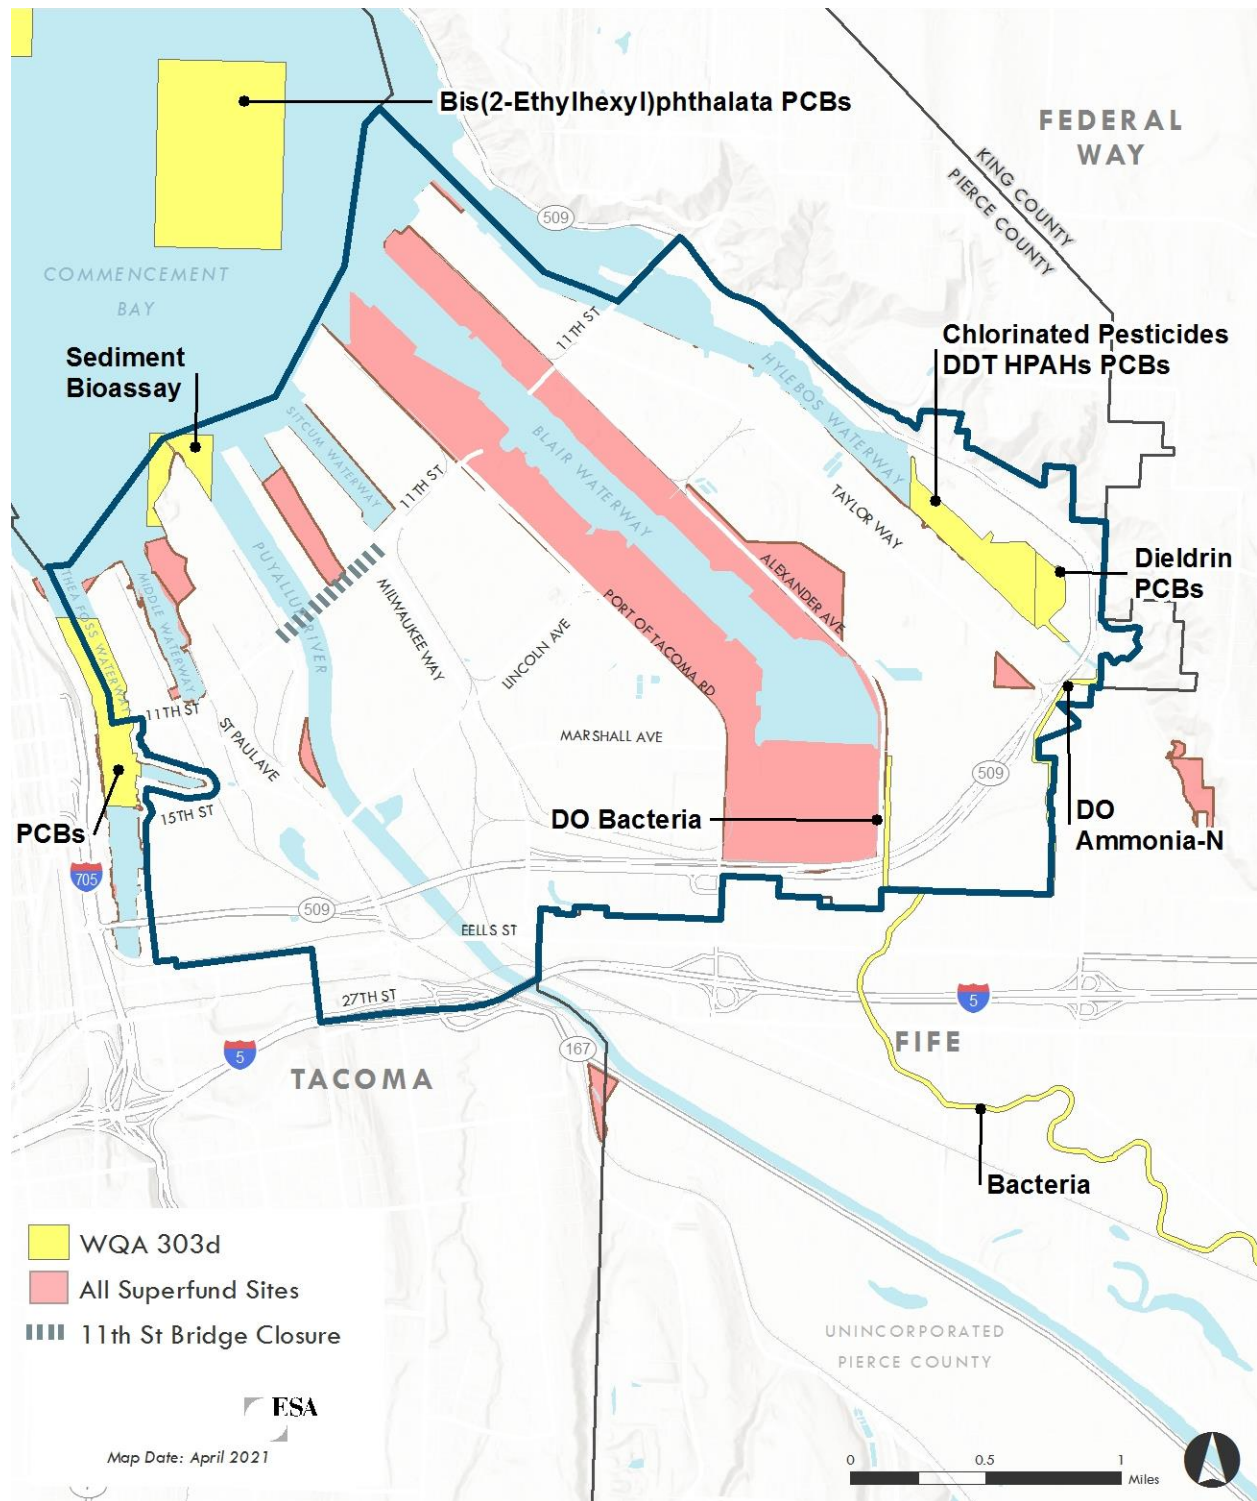 Bis(2-Ethylhexyl)phthalata PCBs
FEDERAL
WAY
KING COUNTY
PIERCE COUNTY
509
COMMENCEMENT
BAY
Sediment
Bioassay
11TH ST
Chlorinated Pesticides
DDT HPAHs PCBs
HYLEBOS WATERWAY
SITCUM WATERWAY
BLAIR WATERWAY
11TH ST
TAYLOR WAY
PUYALLUP RIVER
THEA FOSS WATERWAY
MIDDLE WATERWAY
MILWAUKEE WAY
LINCOLN AVE
PORT OF TACOMA RD
ALEXANDER AVE
Dieldrin
PCBs
11TH ST
ST PAUL AVE
MARSHALL AVE
509
15TH ST
PCBs
DO Bacteria
DO
Ammonia-N
705
509
EELLS ST
27TH ST
5
5
FIFE
167
TACOMA
Bacteria
WQA 303d
All Superfund Sites
11th St Bridge Closure
UNINCORPORATED
PIERCE COUNTY
ESA
Map Date: April 2021
0 0.5 1
Miles